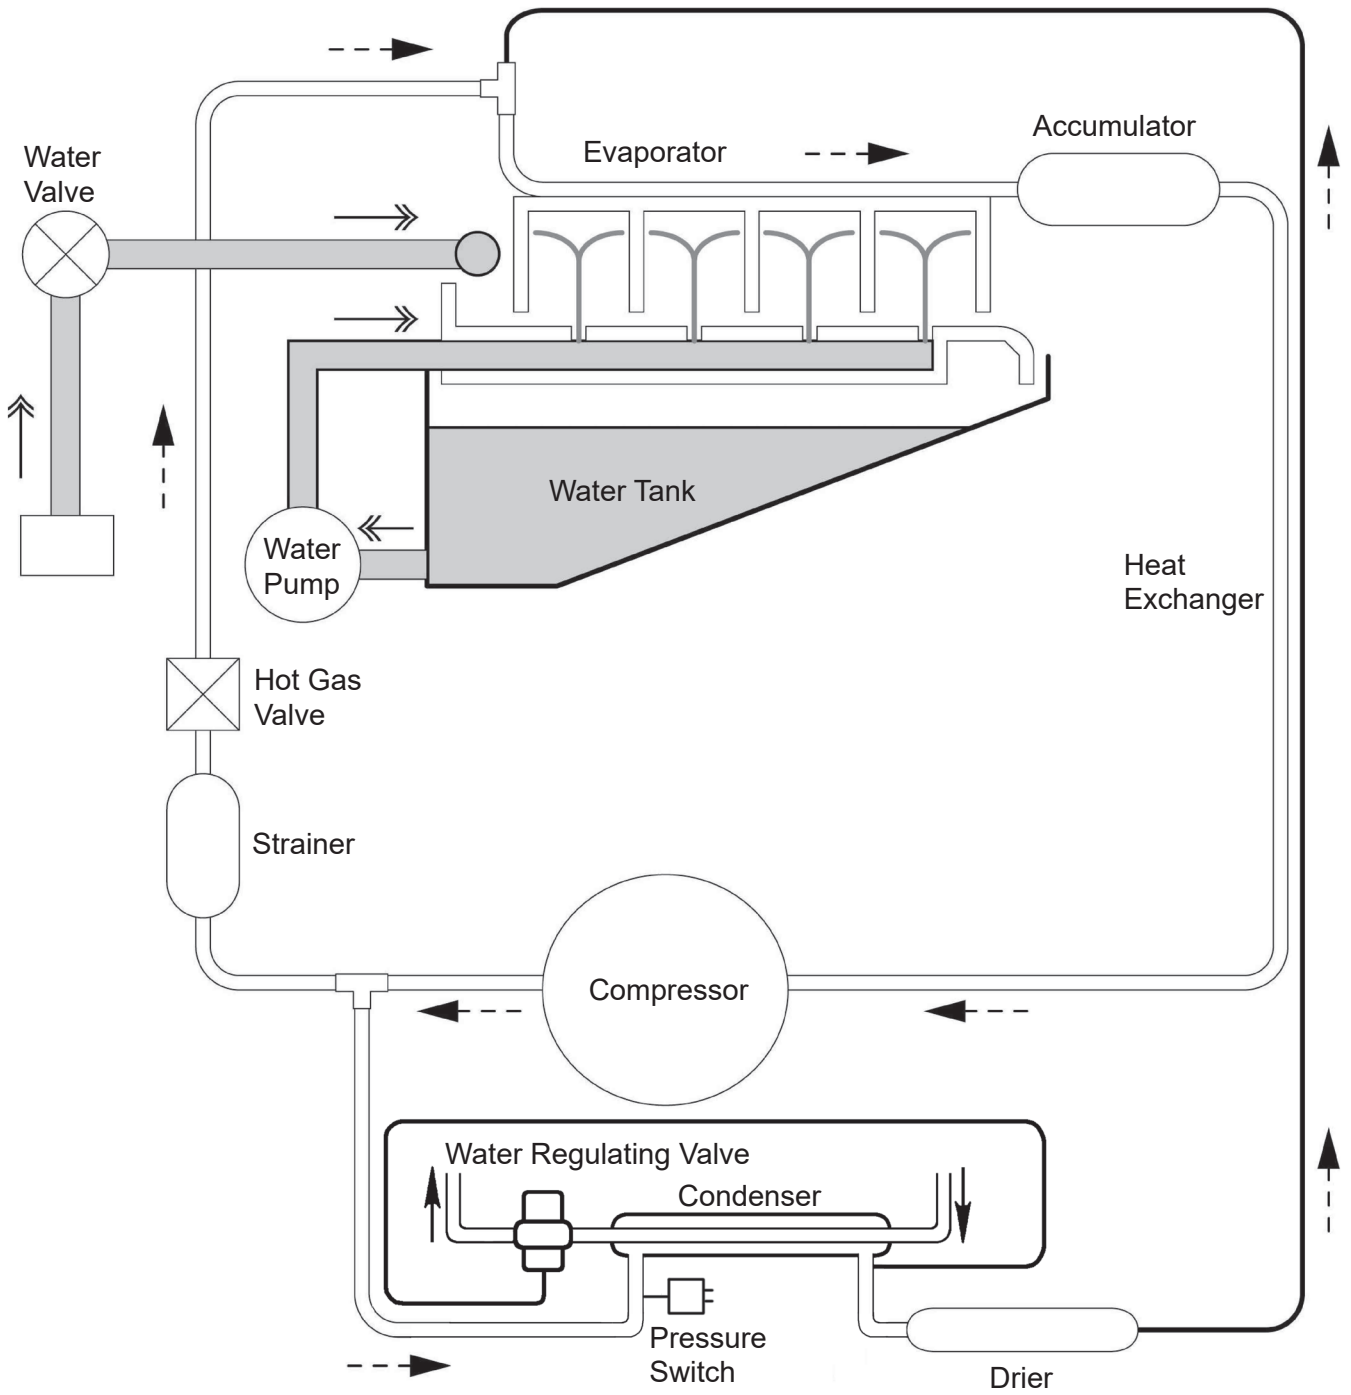 Accumulator
Evaporator
Water
Valve
Water Tank
Water
Pump
Heat
Exchanger
Hot Gas
Valve
Strainer
Compressor
Water Regulating Valve
Condenser
Pressure
Switch
Drier